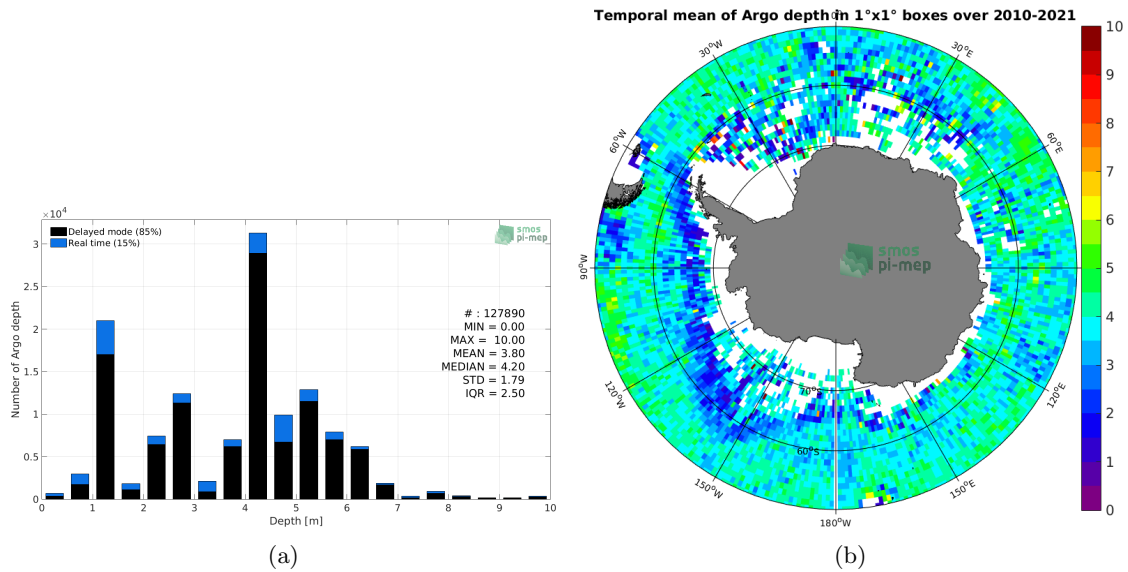 ×10⁴
3
2.5
2
1.5
1
0.5
0
Number of Argo depth
Delayed mode (85%)
Real time (15%)
smos
pi-mep
# : 127890
MIN = 0.00
MAX = 10.00
MEAN = 3.80
MEDIAN = 4.20
STD = 1.79
IQR = 2.50
0 1 2 3 4 5 6 7 8 9 10
Depth [m]
(a)
Temporal mean of Argo depth in 1°x1° boxes over 2010-2021
30°W
30°E
60°W
60°E
90°W
120°W
120°E
150°W
150°E
180°W
70°S
60°S
smos
pi-mep
10
9
8
7
6
5
4
3
2
1
0
(b)